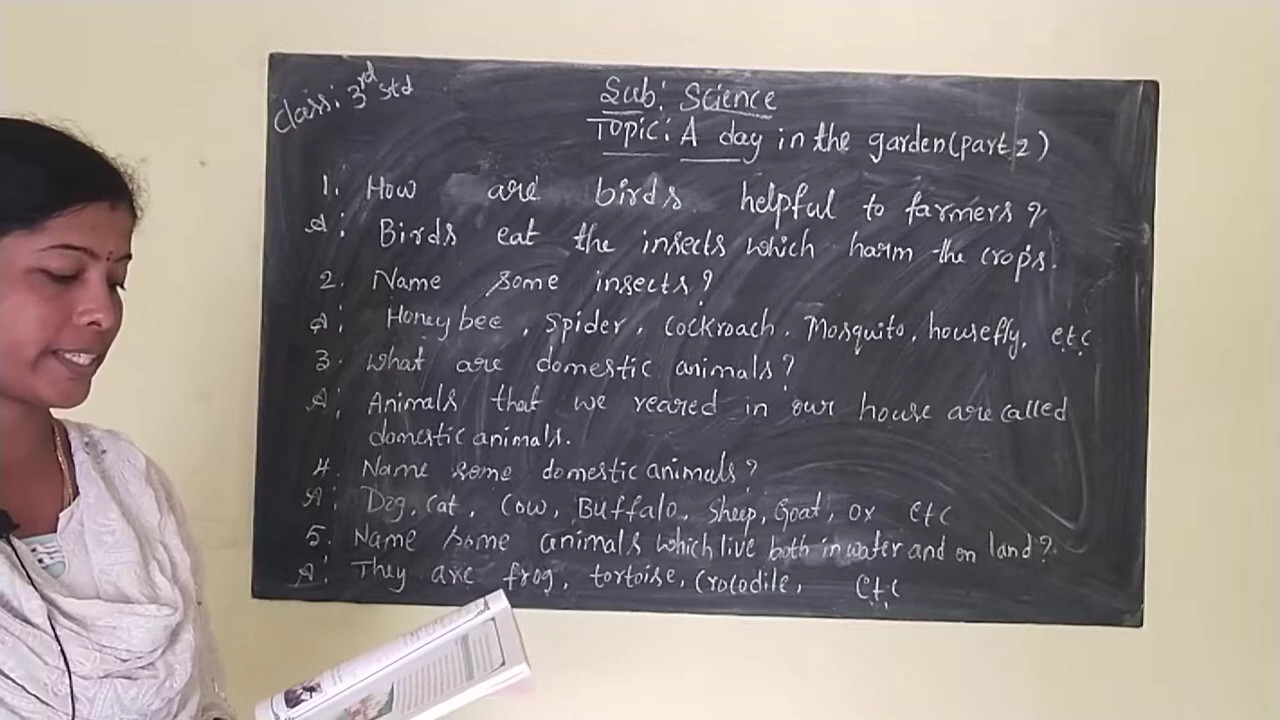 Class: 3rd Std
Sub: Science
Topic: A day in the garden (part 2)
1. How are birds helpful to farmers?
A: Birds eat the insects which harm the crops.
2. Name some insects?
A: Honey bee, Spider, Cockroach, Mosquito, housefly, etc
3. What are domestic animals?
A: Animals that we reared in our house are called
domestic animals.
4. Name some domestic animals?
A: Dog, Cat, Cow, Buffalo, Sheep, Goat, Ox etc
5. Name some animals which live both in water and on land?
A: They are frog, tortoise, Crocodile, etc